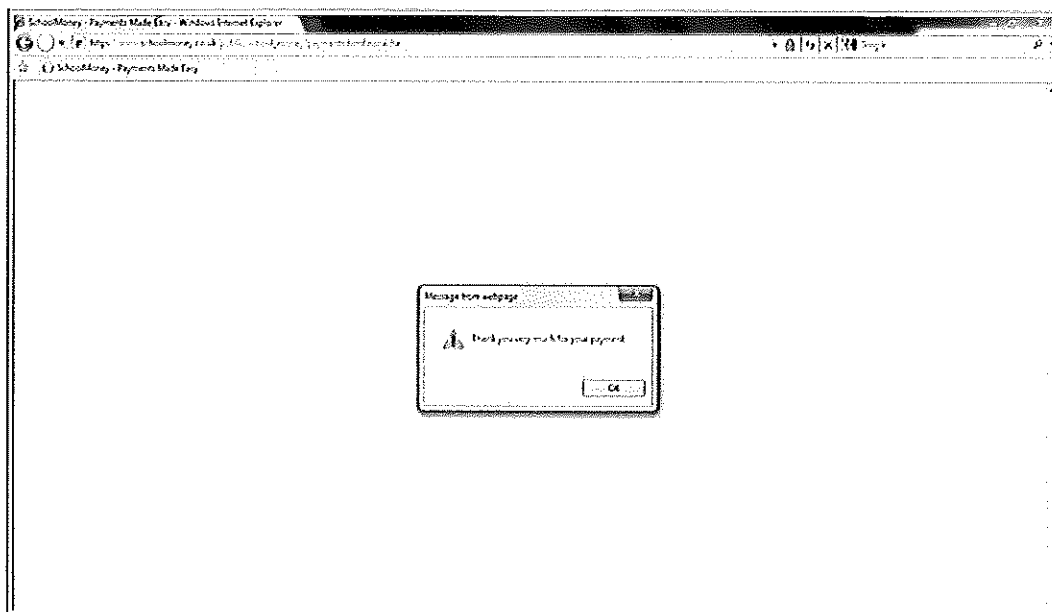 SchoolMoney - Payments Made Easy - Windows Internet Explorer
SchoolMoney - Payments Made Easy
Message from webpage
Thank you very much for your payment
OK